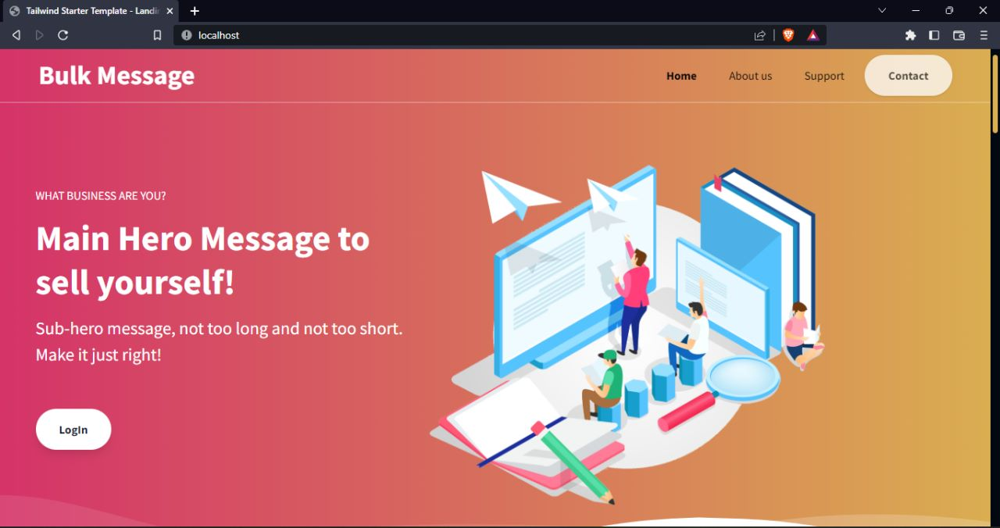 Tailwind Starter Template - Landin
localhost
Bulk Message
Home
About us
Support
Contact
WHAT BUSINESS ARE YOU?
Main Hero Message to
sell yourself!
Sub-hero message, not too long and not too short.
Make it just right!
LogIn